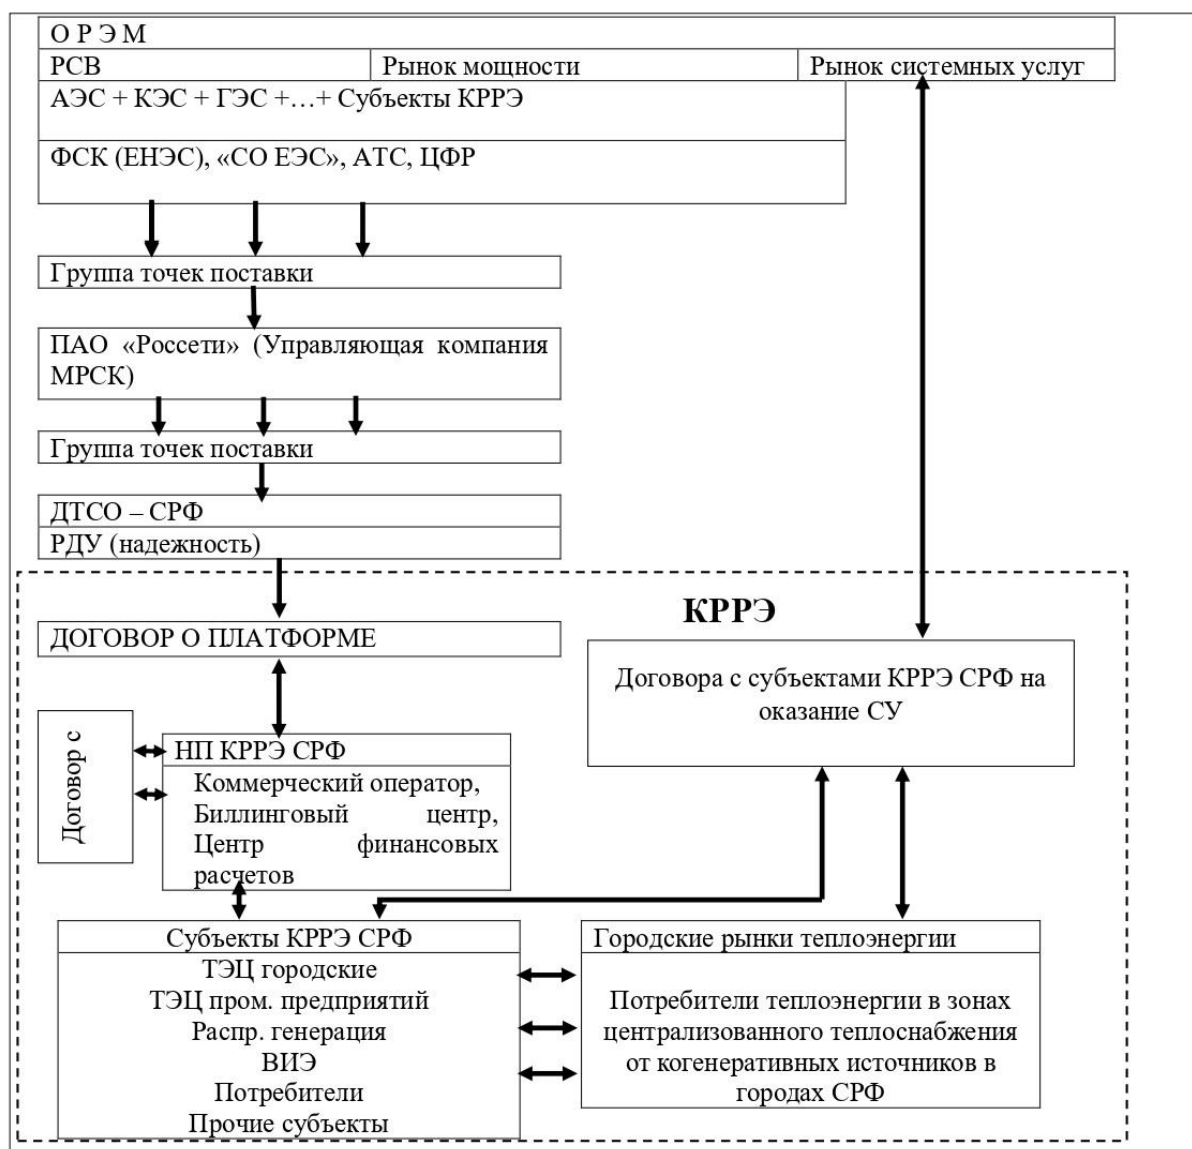 О Р Э М
РСВ
Рынок мощности
Рынок системных услуг
АЭС + КЭС + ГЭС +…+ Субъекты КРРЭ
ФСК (ЕНЭС), «СО ЕЭС», АТС, ЦФР
Группа точек поставки
ПАО «Россети» (Управляющая компания
МРСК)
Группа точек поставки
ДТСО – СРФ
РДУ (надежность)
КРРЭ
ДОГОВОР О ПЛАТФОРМЕ
Договора с субъектами КРРЭ СРФ на
оказание СУ
Договор с
НП КРРЭ СРФ
Коммерческий оператор,
Биллинговый центр,
Центр финансовых
расчетов
Субъекты КРРЭ СРФ
ТЭЦ городские
ТЭЦ пром. предприятий
Распр. генерация
ВИЭ
Потребители
Прочие субъекты
Городские рынки теплоэнергии
Потребители теплоэнергии в зонах
централизованного теплоснабжения
от когенеративных источников в
городах СРФ